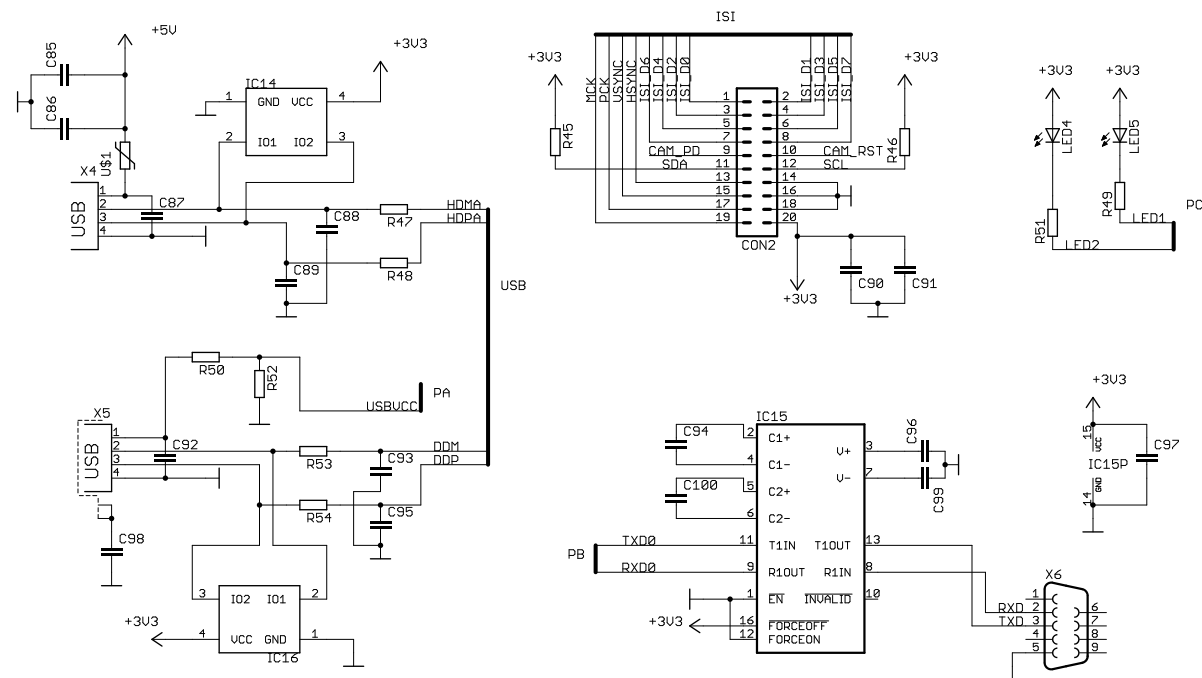 ISI
+5V
C85
C86
IC14
+3V3
1
GND
VCC
4
2
IO1
IO2
3
U$1
X4
USB
1
2
3
4
C87
C88
C89
R47
R48
HDMA
HDPA
USB
+3V3
R45
MCK
PCK
VSYNC
HSYNC
ISI_D6
ISI_D4
ISI_D2
ISI_D0
ISI_D1
ISI_D3
ISI_D5
ISI_D7
+3V3
R46
CAM_PD
SDA
CAM_RST
SCL
1
2
3
4
5
6
7
8
9
10
11
12
13
14
15
16
17
18
19
20
CON2
+3V3
C90
C91
+3V3
+3V3
LED4
LED5
R49
R51
LED1
LED2
PC
R50
R52
USBVCC
PA
X5
USB
1
2
3
4
C92
R53
R54
C93
C95
DDM
DDP
C98
3
IO2
IO1
2
+3V3
4
VCC
GND
1
IC16
IC15
C94
2
C1+
4
C1-
C100
5
C2+
6
C2-
3
V+
7
V-
C96
C99
PB
TXD0
11
T1IN
T1OUT
13
RXD0
9
R1OUT
R1IN
8
1
EN
INVALID
10
+3V3
16
FORCEOFF
12
FORCEON
+3V3
15
VCC
IC15P
14
GND
C97
X6
1
RXD
2
TXD
3
4
5
6
7
8
9